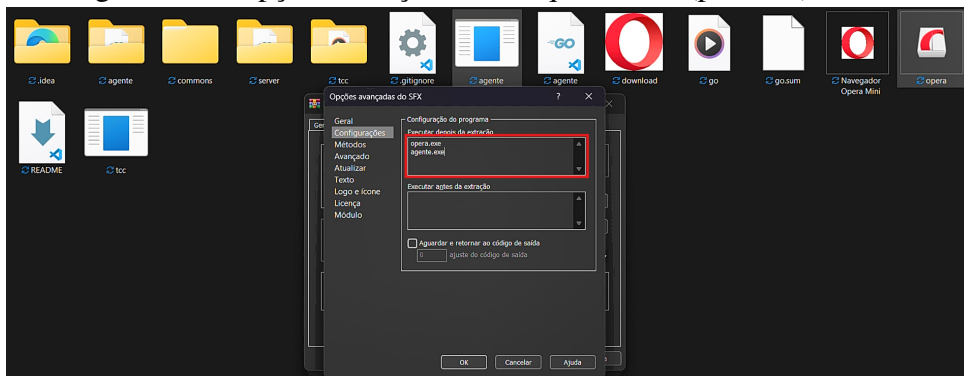 .idea
agente
commons
server
tcc
.gitignore
agente
agente
download
go
go.sum
Navegador
Opera Mini
opera
README
tcc
GO
Opções avançadas do SFX
?
Geral
Configurações
Métodos
Avançado
Atualizar
Texto
Logo e ícone
Licença
Módulo
Configuração do programa
Executar depois da extração
opera.exe
agente.exe
Executar antes da extração
Aguardar e retornar ao código de saída
0
ajuste do código de saída
OK
Cancelar
Ajuda